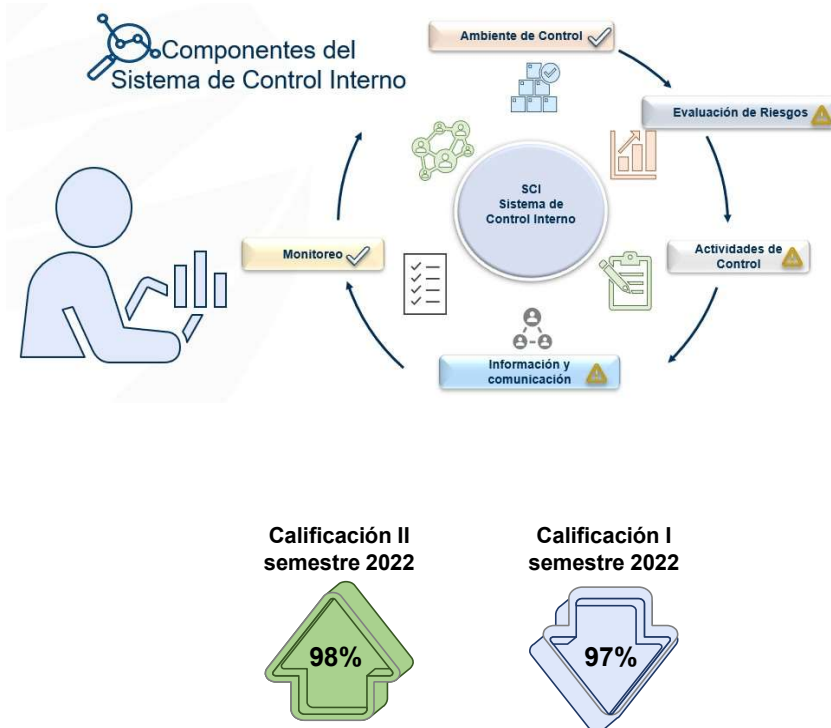 Componentes del
Sistema de Control Interno
Ambiente de Control
Evaluación de Riesgos
SCI
Sistema de
Control Interno
Monitoreo
Actividades de
Control
Información y
comunicación
Calificación II
semestre 2022
Calificación I
semestre 2022
98%
97%